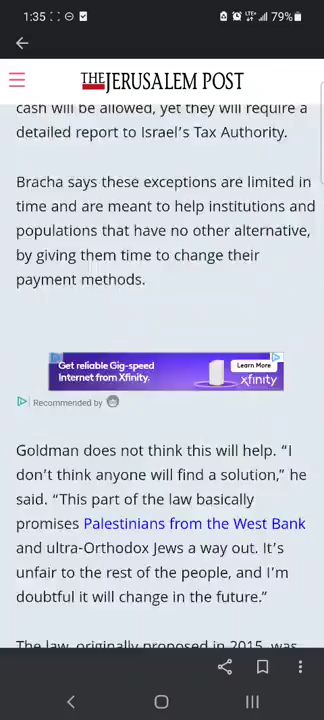 1:35
LTE+
79%
THE JERUSALEM POST
cash will be allowed, yet they will require a
detailed report to Israel's Tax Authority.
Bracha says these exceptions are limited in
time and are meant to help institutions and
populations that have no other alternative,
by giving them time to change their
payment methods.
Get reliable Gig-speed
Internet from Xfinity.
Learn More
xfinity
Recommended by
Goldman does not think this will help. “I
don’t think anyone will find a solution,” he
said. “This part of the law basically
promises Palestinians from the West Bank
and ultra-Orthodox Jews a way out. It’s
unfair to the rest of the people, and I’m
doubtful it will change in the future.”
The law, originally proposed in 2015, was